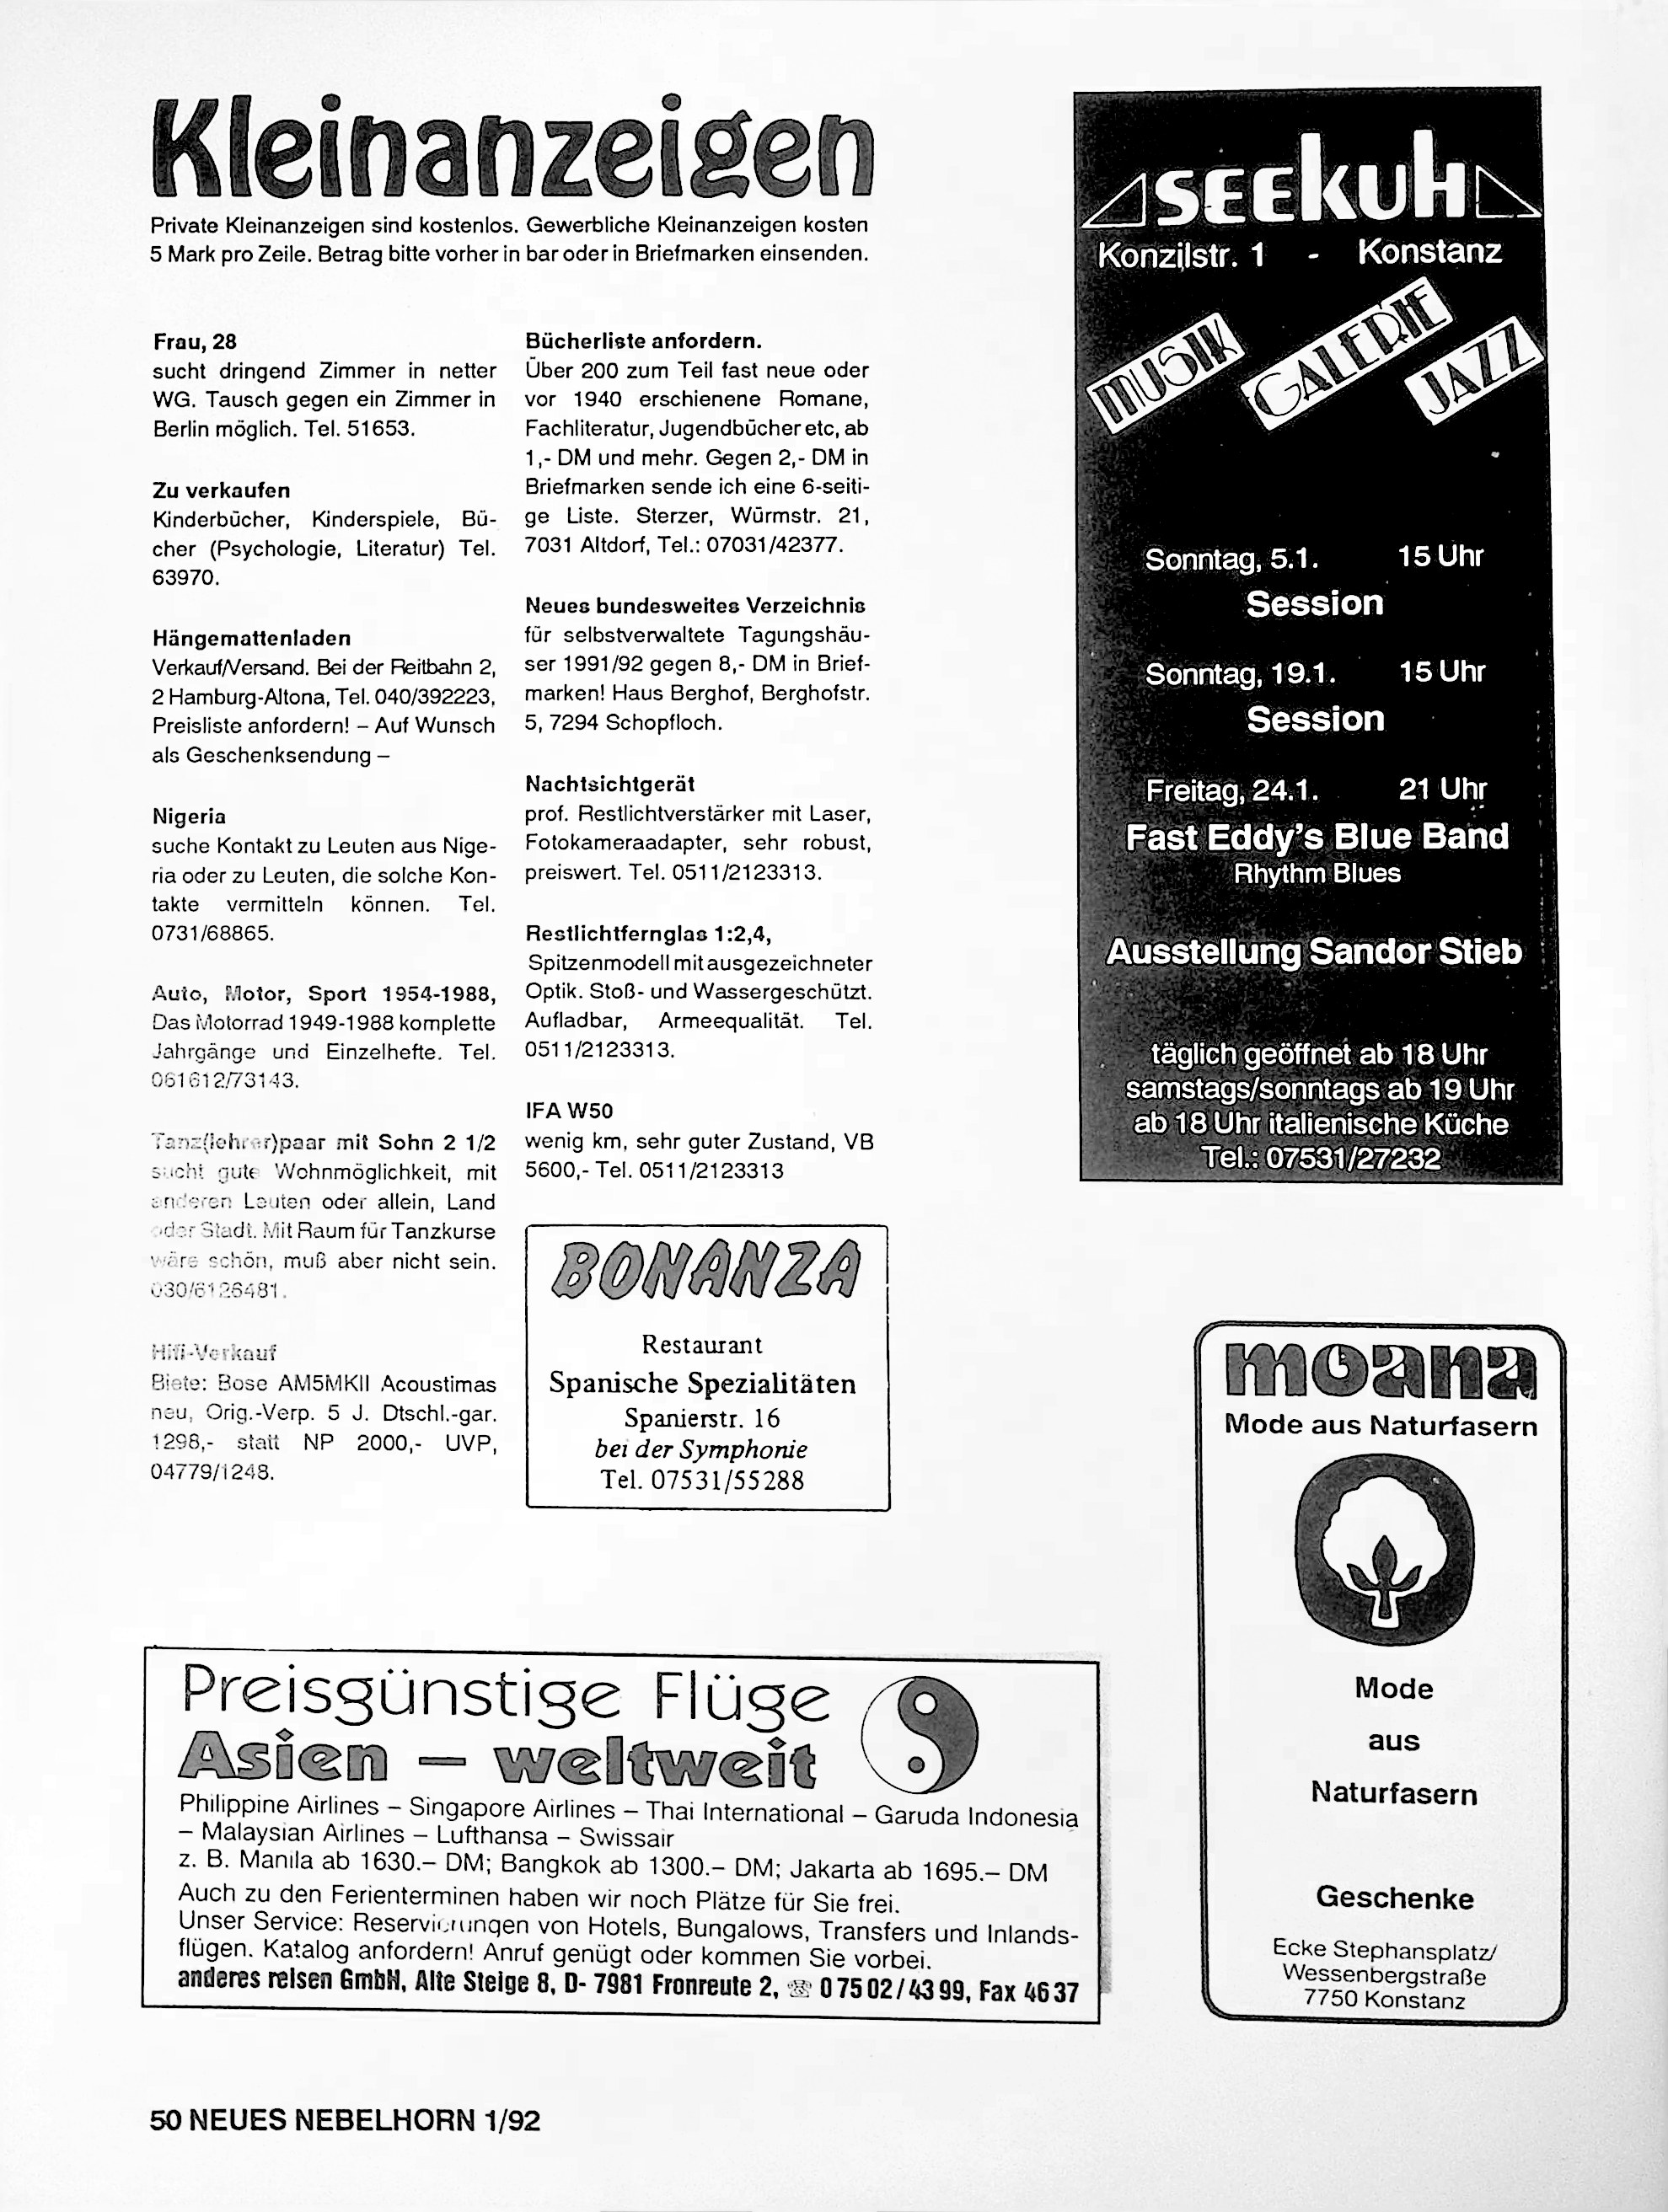 Kleinanzeigen
Private Kleinanzeigen sind kostenlos. Gewerbliche Kleinanzeigen kosten
5 Mark pro Zeile. Betrag bitte vorher in bar oder in Briefmarken einsenden.
Frau, 28
sucht dringend Zimmer in netter
WG. Tausch gegen ein Zimmer in
Berlin möglich. Tel. 51653.
Zu verkaufen
Kinderbücher, Kinderspiele, Bü-
cher (Psychologie, Literatur) Tel.
63970.
Hängemattenladen
Verkauf/Versand. Bei der Reitbahn 2,
2 Hamburg-Altona, Tel. 040/392223,
Preisliste anfordern! – Auf Wunsch
als Geschenksendung –
Nigeria
suche Kontakt zu Leuten aus Nige-
ria oder zu Leuten, die solche Kon-
takte vermitteln können. Tel.
0731/68865.
Auto, Motor, Sport 1954-1988,
Das Motorrad 1949-1988 komplette
Jahrgänge und Einzelhefte. Tel.
061612/73143.
Tanz(lehrer)paar mit Sohn 2 1/2
sucht gute Wohnmöglichkeit, mit
anderen Leuten oder allein, Land
oder Stadt. Mit Raum für Tanzkurse
wäre schön, muß aber nicht sein.
030/6126481.
Hifi-Verkauf
Biete: Bose AM5MKII Acoustimas
neu, Orig.-Verp. 5 J. Dtschl.-gar.
1298,- statt NP 2000,- UVP,
04779/1248.
Bücherliste anfordern.
Über 200 zum Teil fast neue oder
vor 1940 erschienene Romane,
Fachliteratur, Jugendbücher etc, ab
1,- DM und mehr. Gegen 2,- DM in
Briefmarken sende ich eine 6-seiti-
ge Liste. Sterzer, Würmstr. 21,
7031 Altdorf, Tel.: 07031/42377.
Neues bundesweites Verzeichnis
für selbstverwaltete Tagungshäu-
ser 1991/92 gegen 8,- DM in Brief-
marken! Haus Berghof, Berghofstr.
5, 7294 Schopfloch.
Nachtsichtgerät
prof. Restlichtverstärker mit Laser,
Fotokameraadapter, sehr robust,
preiswert. Tel. 0511/2123313.
Restlichtfernglas 1:2,4,
Spitzenmodell mit ausgezeichneter
Optik. Stoß- und Wassergeschützt.
Aufladbar, Armeequalität. Tel.
0511/2123313.
IFA W50
wenig km, sehr guter Zustand, VB
5600,- Tel. 0511/2123313
BONANZA
Restaurant
Spanische Spezialitäten
Spanierstr. 16
bei der Symphonie
Tel. 07531/55288
SEEKUH
Konzilstr. 1 - Konstanz
MUSIK GALERIE JAZZ
Sonntag, 5.1. 15 Uhr
Session
Sonntag, 19.1. 15 Uhr
Session
Freitag, 24.1. 21 Uhr
Fast Eddy's Blue Band
Rhythm Blues
Ausstellung Sandor Stieb
täglich geöffnet ab 18 Uhr
samstags/sonntags ab 19 Uhr
ab 18 Uhr italienische Küche
Tel.: 07531/27232
moana
Mode aus Naturfasern
Mode
aus
Naturfasern
Geschenke
Ecke Stephansplatz/
Wessenbergstraße
7750 Konstanz
Preisgünstige Flüge
Asien – weltweit
Philippine Airlines – Singapore Airlines – Thai International – Garuda Indonesia
– Malaysian Airlines – Lufthansa – Swissair
z. B. Manila ab 1630.– DM; Bangkok ab 1300.– DM; Jakarta ab 1695.– DM
Auch zu den Ferienterminen haben wir noch Plätze für Sie frei.
Unser Service: Reservierungen von Hotels, Bungalows, Transfers und Inlands-
flügen. Katalog anfordern! Anruf genügt oder kommen Sie vorbei.
anderes reisen GmbH, Alte Steige 8, D- 7981 Fronreute 2, ☏ 0 75 02 / 43 99, Fax 46 37
50 NEUES NEBELHORN 1/92